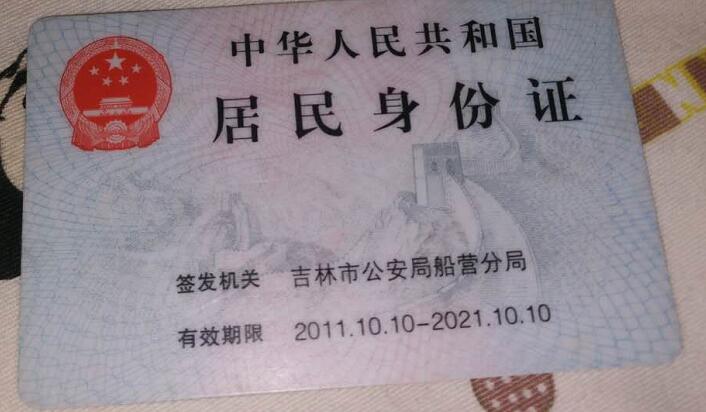 中华人民共和国
居民身份证
签发机关 吉林市公安局船营分局
有效期限 2011.10.10-2021.10.10